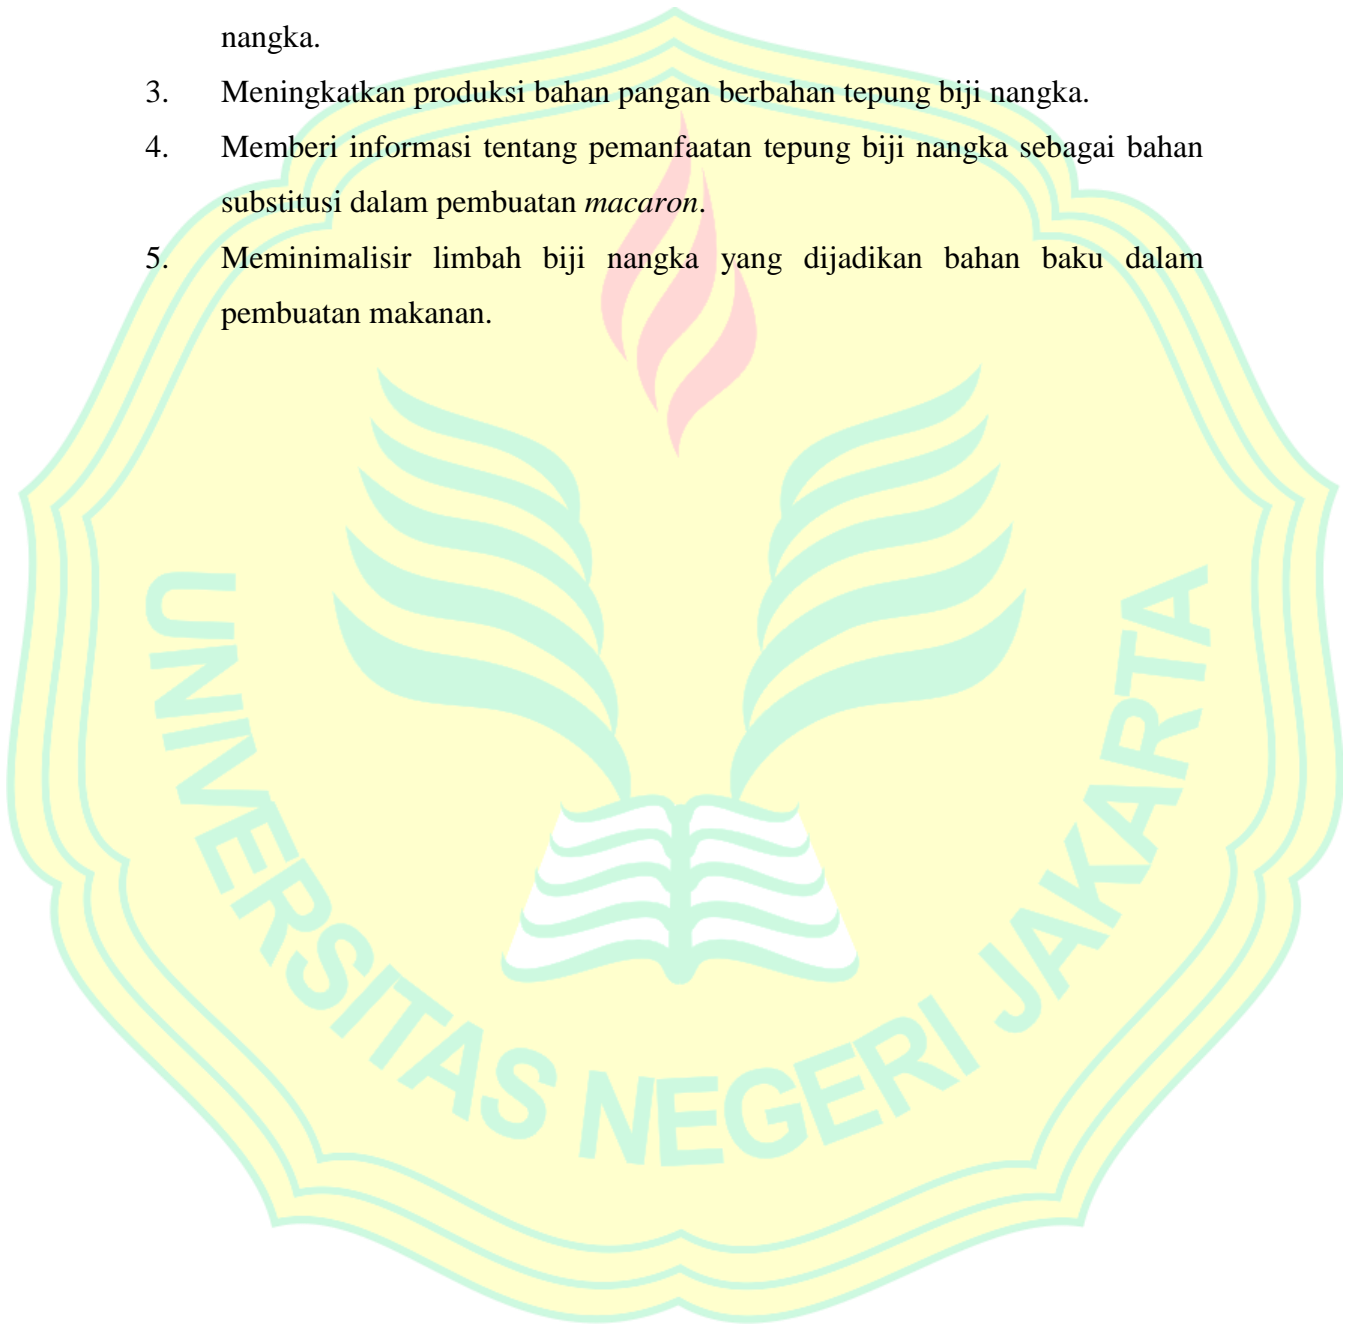 nangka.
3. Meningkatkan produksi bahan pangan berbahan tepung biji nangka.
4. Memberi informasi tentang pemanfaatan tepung biji nangka sebagai bahan
substitusi dalam pembuatan macaron.
5. Meminimalisir limbah biji nangka yang dijadikan bahan baku dalam
pembuatan makanan.
UNIVERSITAS NEGERI JAKARTA